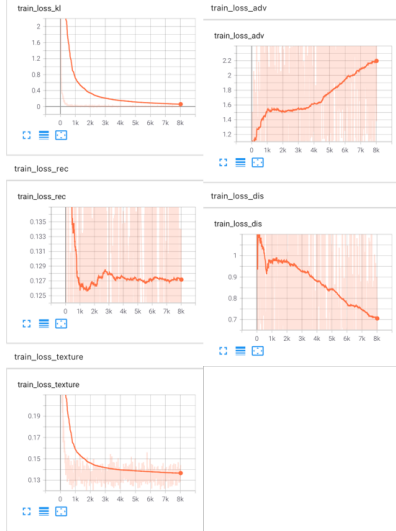 train_loss_kl
2
1.6
1.2
0.8
0.4
0
0 1k 2k 3k 4k 5k 6k 7k 8k
train_loss_rec
train_loss_rec
0.135
0.133
0.131
0.129
0.127
0.125
0 1k 2k 3k 4k 5k 6k 7k 8k
train_loss_texture
train_loss_texture
0.19
0.17
0.15
0.13
0 1k 2k 3k 4k 5k 6k 7k 8k
train_loss_adv
train_loss_adv
2.2
2
1.8
1.6
1.4
1.2
0 1k 2k 3k 4k 5k 6k 7k 8k
train_loss_dis
train_loss_dis
1
0.9
0.8
0.7
0 1k 2k 3k 4k 5k 6k 7k 8k